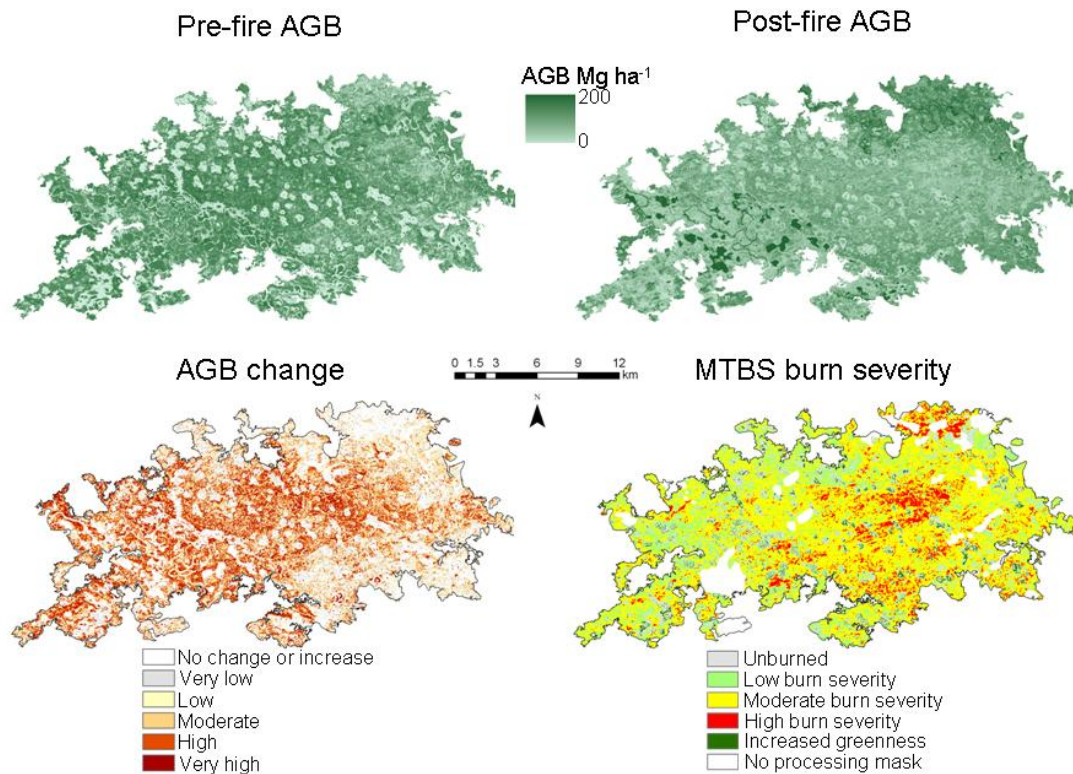 Pre-fire AGB
Post-fire AGB
AGB Mg ha⁻¹
200
0
AGB change
0 1.5 3 6 9 12
km
N
MTBS burn severity
No change or increase
Very low
Low
Moderate
High
Very high
Unburned
Low burn severity
Moderate burn severity
High burn severity
Increased greenness
No processing mask